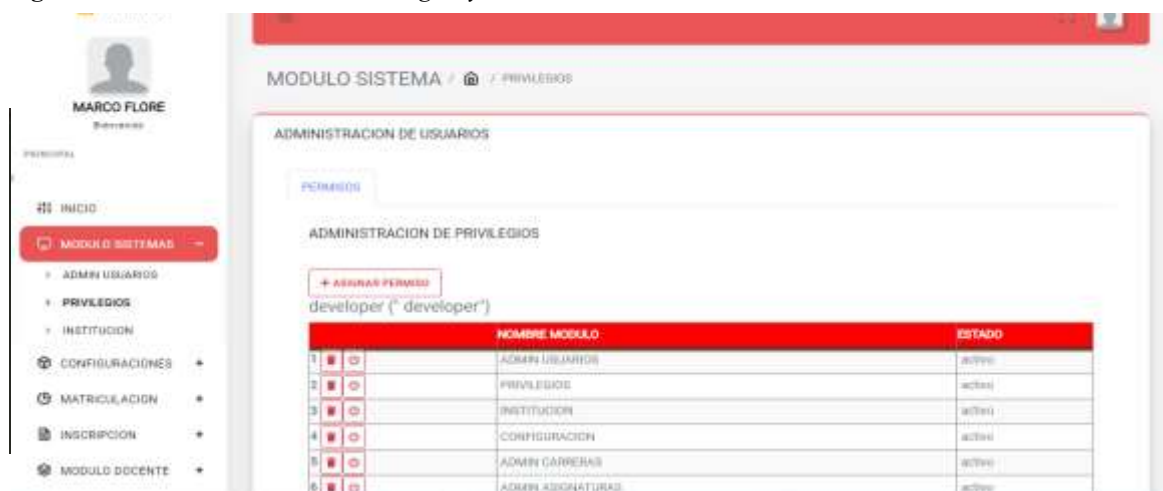 MARCO FLORE
Bienvenido
PRINCIPAL
INICIO
MODULO SISTEMAS −
ADMIN USUARIOS
PRIVILEGIOS
INSTITUCION
CONFIGURACIONES +
MATRICULACION +
INSCRIPCION +
MODULO DOCENTE +
MODULO SISTEMA / / PRIVILEGIOS
ADMINISTRACION DE USUARIOS
PERMISOS
ADMINISTRACION DE PRIVILEGIOS
+ ASIGNAR PERMISO
developer (" developer")
NOMBRE MODULO ESTADO
1 ADMIN USUARIOS activo
2 PRIVILEGIOS activo
3 INSTITUCION activo
4 CONFIGURACION activo
5 ADMIN CARRERAS activo
6 ADMIN ASIGNATURAS activo